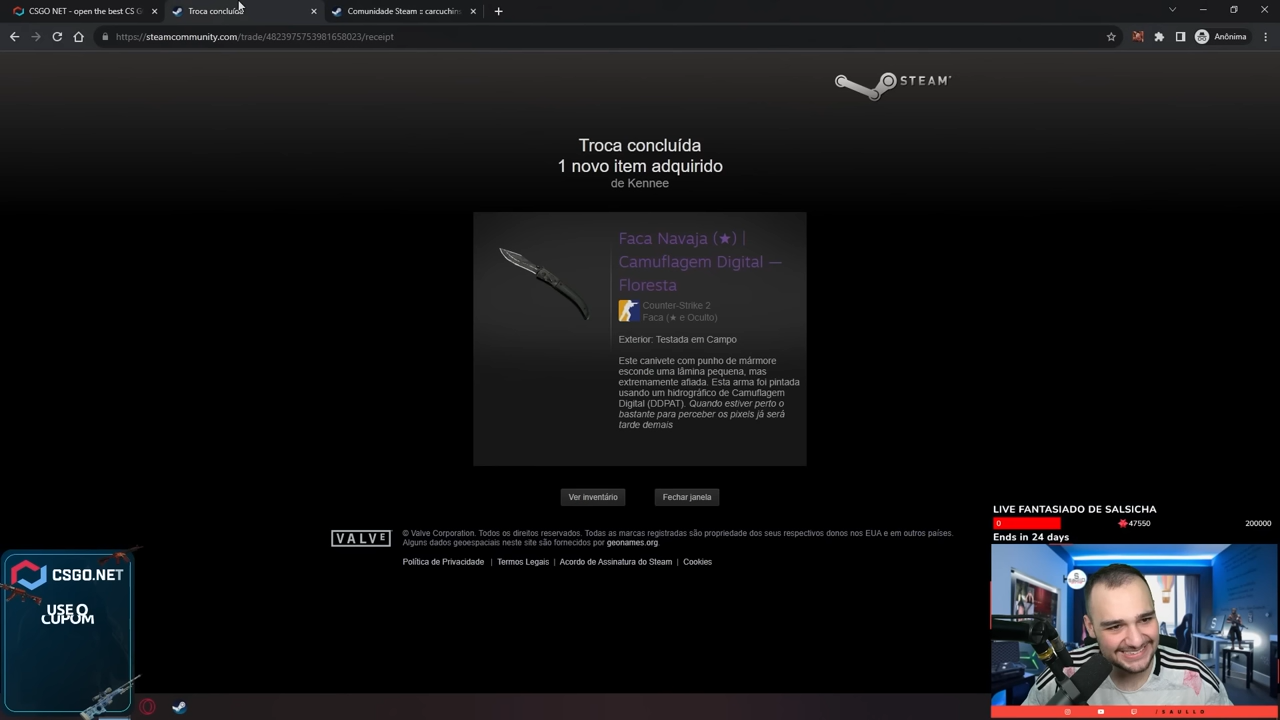 CSGO NET - open the best CS G
Troca concluída
Comunidade Steam :: carcuchin
https://steamcommunity.com/trade/4823975753981658023/receipt
Anônima
STEAM
Troca concluída
1 novo item adquirido
de Kennee
Faca Navaja (★) |
Camuflagem Digital —
Floresta
Counter-Strike 2
Faca (★ e Oculto)
Exterior: Testada em Campo
Este canivete com punho de mármore
esconde uma lâmina pequena, mas
extremamente afiada. Esta arma foi pintada
usando um hidrográfico de Camuflagem
Digital (DDPAT). Quando estiver perto o
bastante para perceber os pixels já será
tarde demais
Ver inventário
Fechar janela
VALVE
© Valve Corporation. Todos os direitos reservados. Todas as marcas registradas são propriedade dos seus respectivos donos nos EUA e em outros países.
Alguns dados geoespaciais neste site são fornecidos por geonames.org.
Política de Privacidade | Termos Legais | Acordo de Assinatura do Steam | Cookies
LIVE FANTASIADO DE SALSICHA
0 47550 200000
Ends in 24 days
CSGO.NET
USE O
CUPOM
/SAULLO